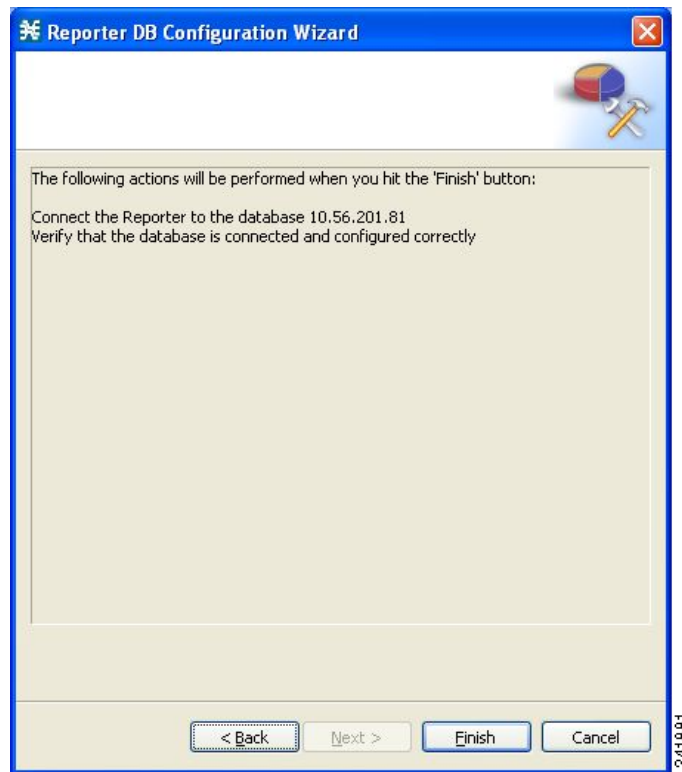 Reporter DB Configuration Wizard
The following actions will be performed when you hit the 'Finish' button:
Connect the Reporter to the database 10.56.201.81
Verify that the database is connected and configured correctly
< Back Next > Finish Cancel
241991